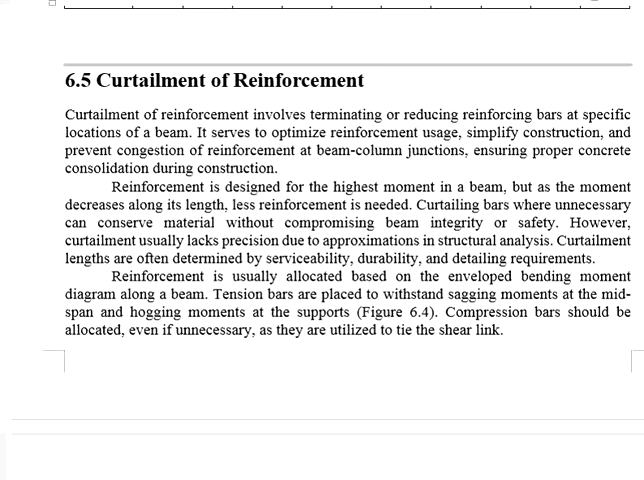 6.5 Curtailment of Reinforcement
Curtailment of reinforcement involves terminating or reducing reinforcing bars at specific
locations of a beam. It serves to optimize reinforcement usage, simplify construction, and
prevent congestion of reinforcement at beam-column junctions, ensuring proper concrete
consolidation during construction.
Reinforcement is designed for the highest moment in a beam, but as the moment
decreases along its length, less reinforcement is needed. Curtailing bars where unnecessary
can conserve material without compromising beam integrity or safety. However,
curtailment usually lacks precision due to approximations in structural analysis. Curtailment
lengths are often determined by serviceability, durability, and detailing requirements.
Reinforcement is usually allocated based on the enveloped bending moment
diagram along a beam. Tension bars are placed to withstand sagging moments at the mid-
span and hogging moments at the supports (Figure 6.4). Compression bars should be
allocated, even if unnecessary, as they are utilized to tie the shear link.